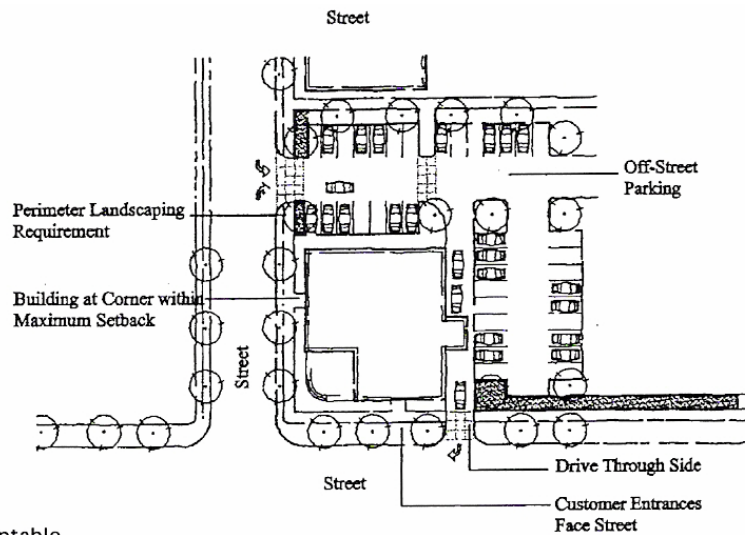 Street
Off-Street
Parking
Perimeter Landscaping
Requirement
Building at Corner within
Maximum Setback
Street
Street
Drive Through Side
Customer Entrances
Face Street